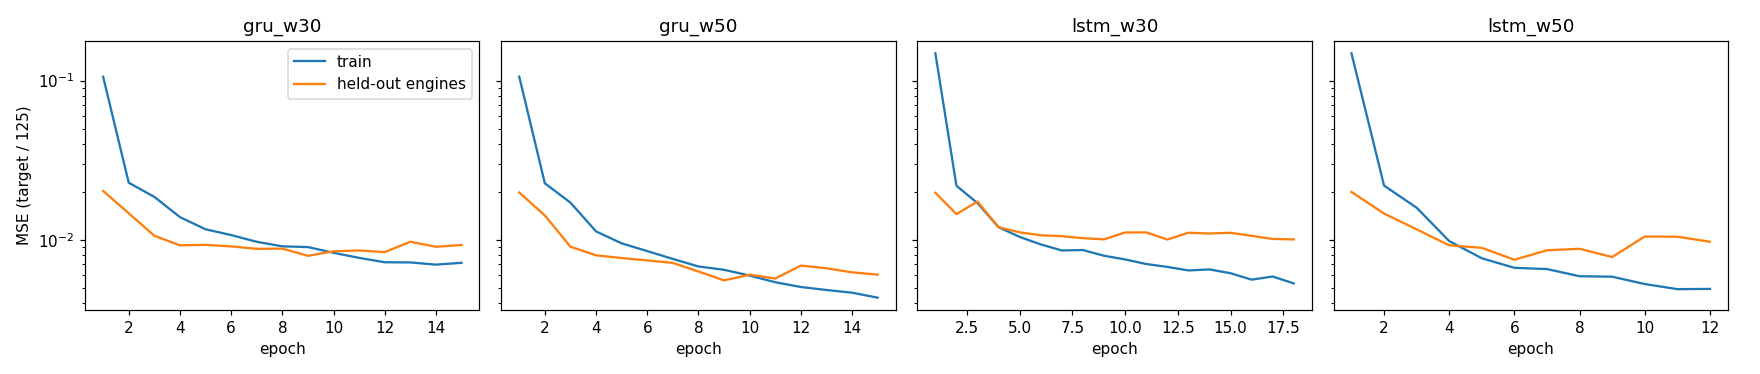 gru_w30
gru_w50
lstm_w30
lstm_w50
train
held-out engines
MSE (target / 125)
10⁻¹
10⁻²
2 4 6 8 10 12 14
2 4 6 8 10 12 14
2.5 5.0 7.5 10.0 12.5 15.0 17.5
2 4 6 8 10 12
epoch
epoch
epoch
epoch